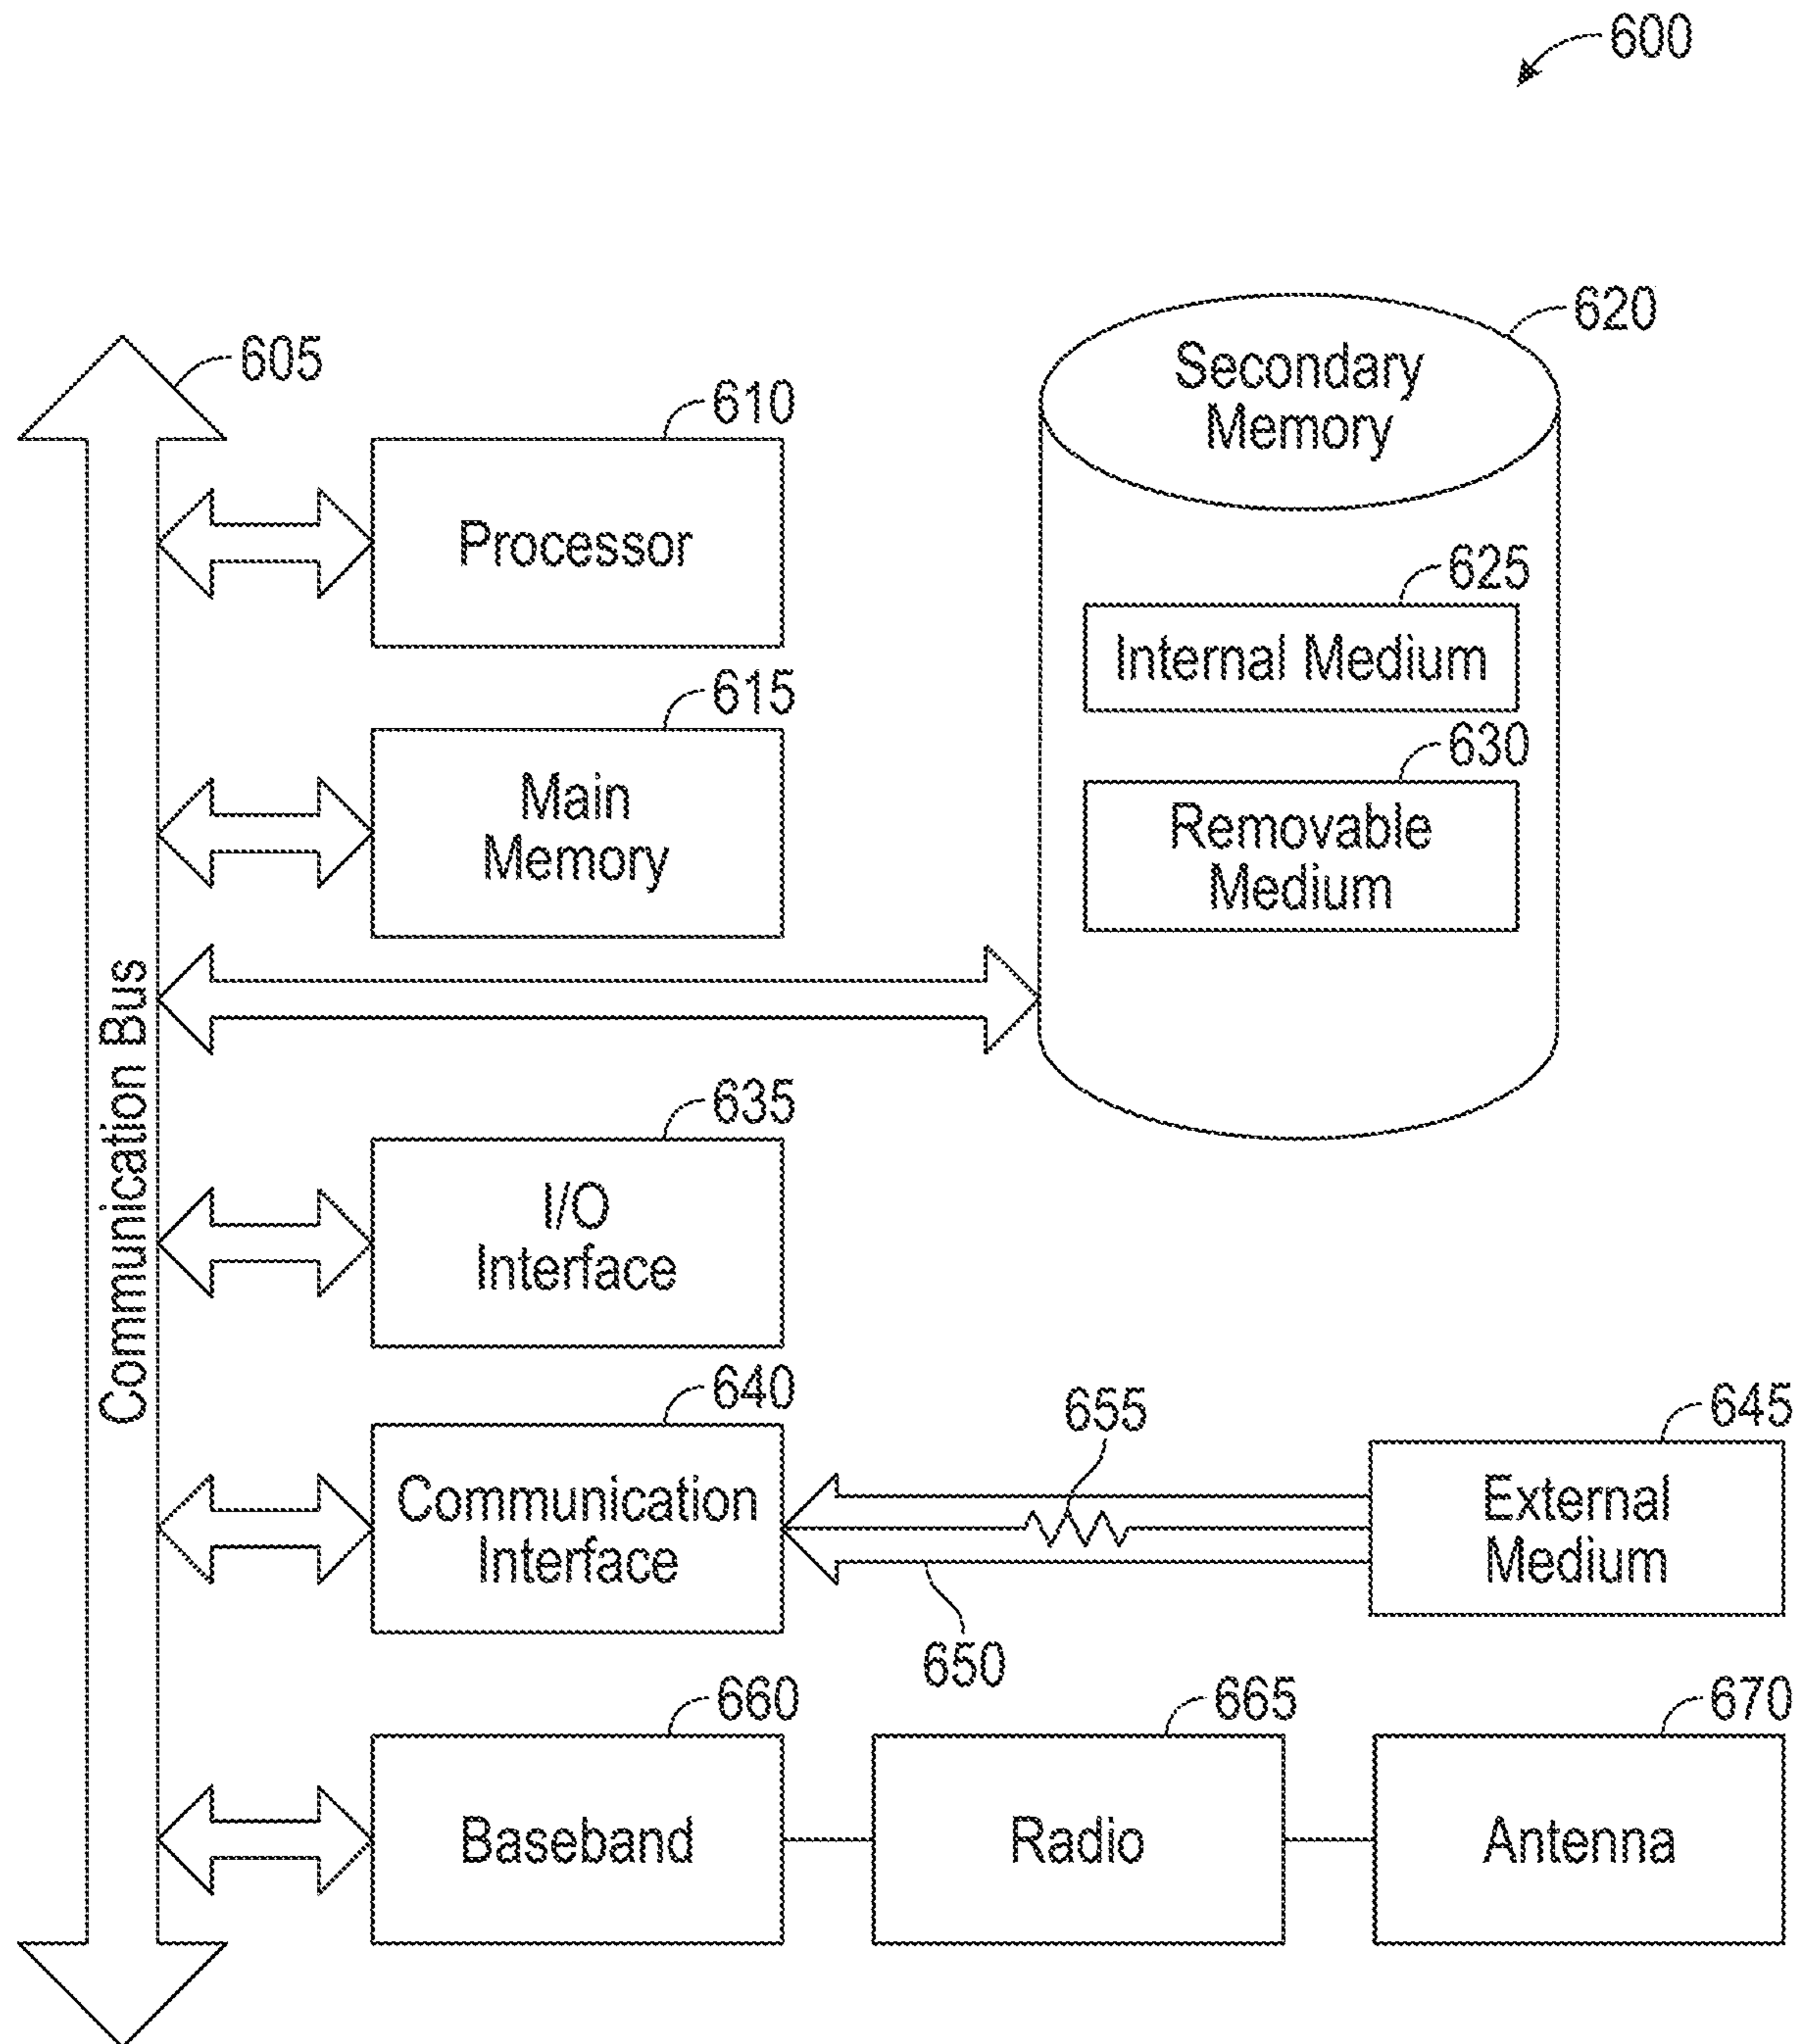 600
620
Secondary
Memory
605
610
Processor
625
Internal Medium
615
Main
Memory
630
Removable
Medium
Communication Bus
635
I/O
Interface
640
Communication
Interface
655
645
External
Medium
650
660
Baseband
665
Radio
670
Antenna